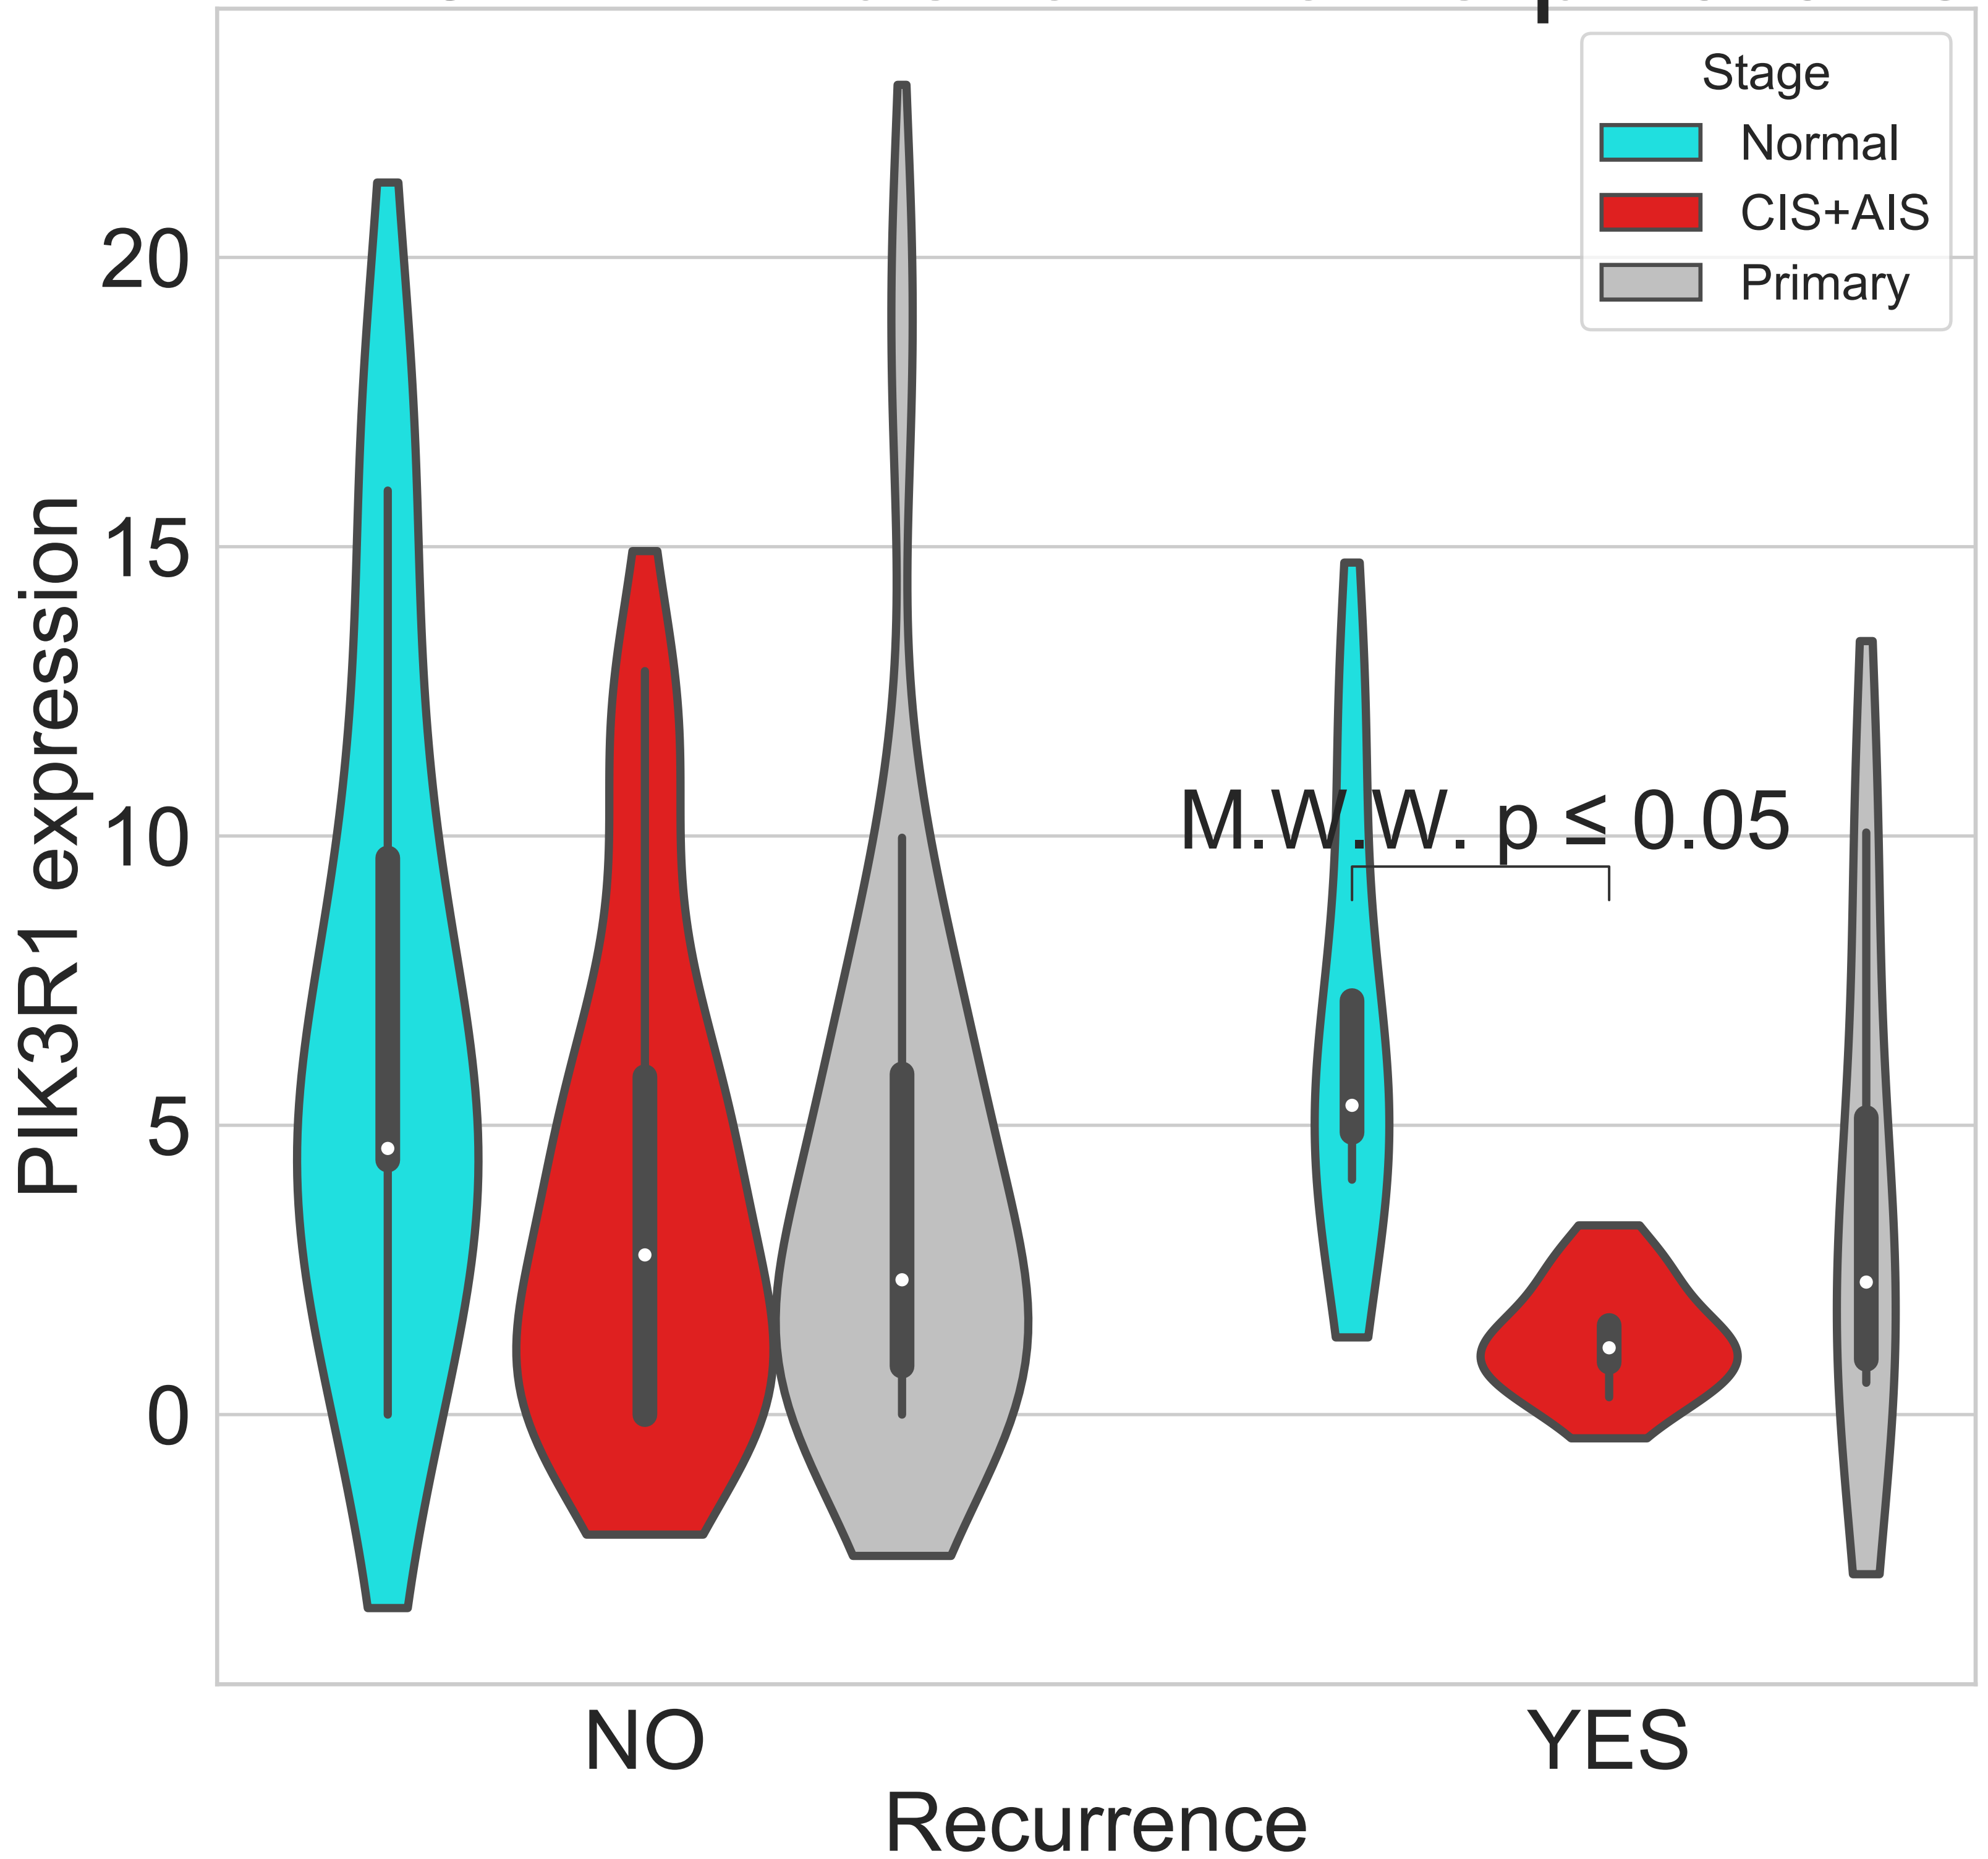 Stage
Normal
CIS+AIS
Primary
20
15
10
5
0
PIK3R1 expression
M.W.W. p ≤ 0.05
NO
YES
Recurrence